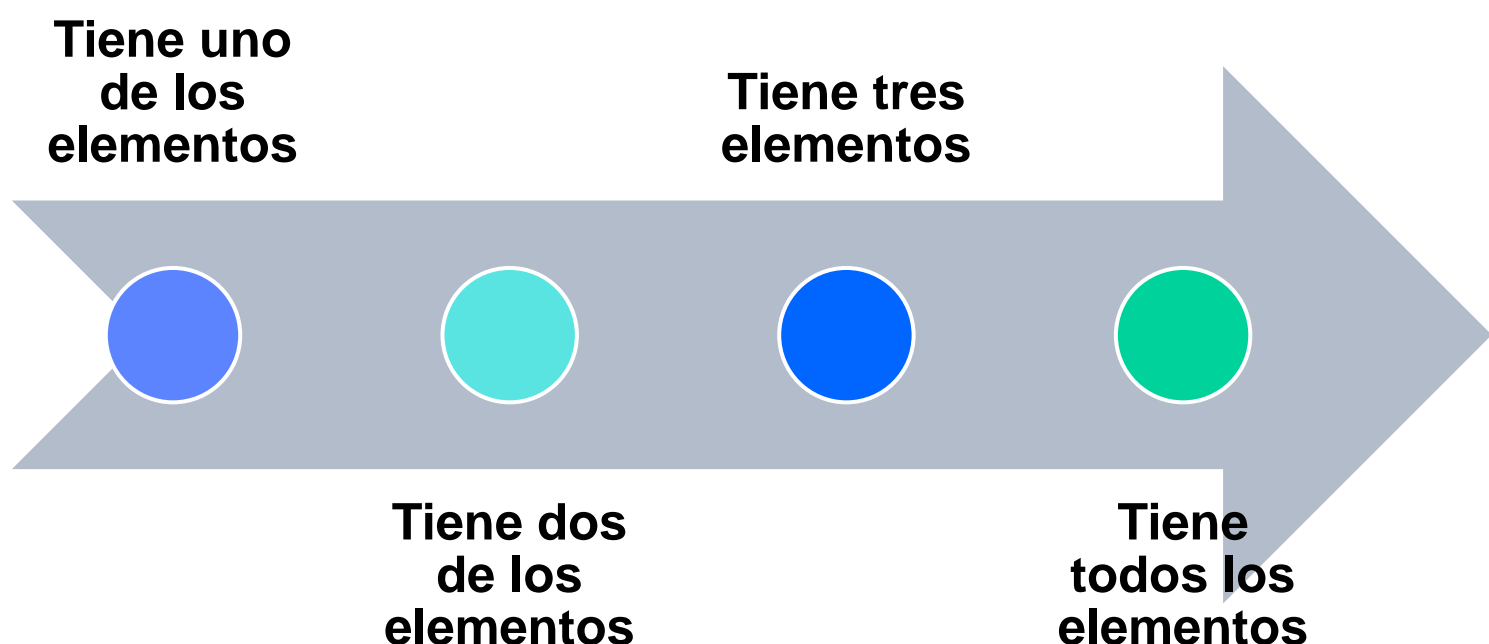 Tiene uno
de los
elementos
Tiene dos
de los
elementos
Tiene tres
elementos
Tiene
todos los
elementos